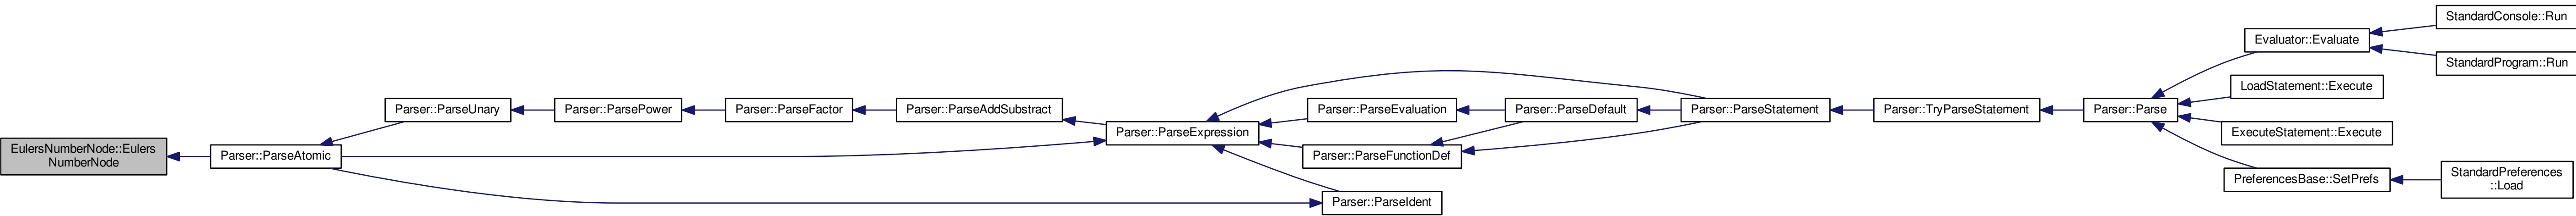 EulersNumberNode::Eulers
NumberNode
Parser::ParseAtomic
Parser::ParseUnary
Parser::ParsePower
Parser::ParseFactor
Parser::ParseAddSubstract
Parser::ParseExpression
Parser::ParseEvaluation
Parser::ParseFunctionDef
Parser::ParseIdent
Parser::ParseDefault
Parser::ParseStatement
Parser::TryParseStatement
Parser::Parse
Evaluator::Evaluate
LoadStatement::Execute
ExecuteStatement::Execute
PreferencesBase::SetPrefs
StandardConsole::Run
StandardProgram::Run
StandardPreferences
::Load